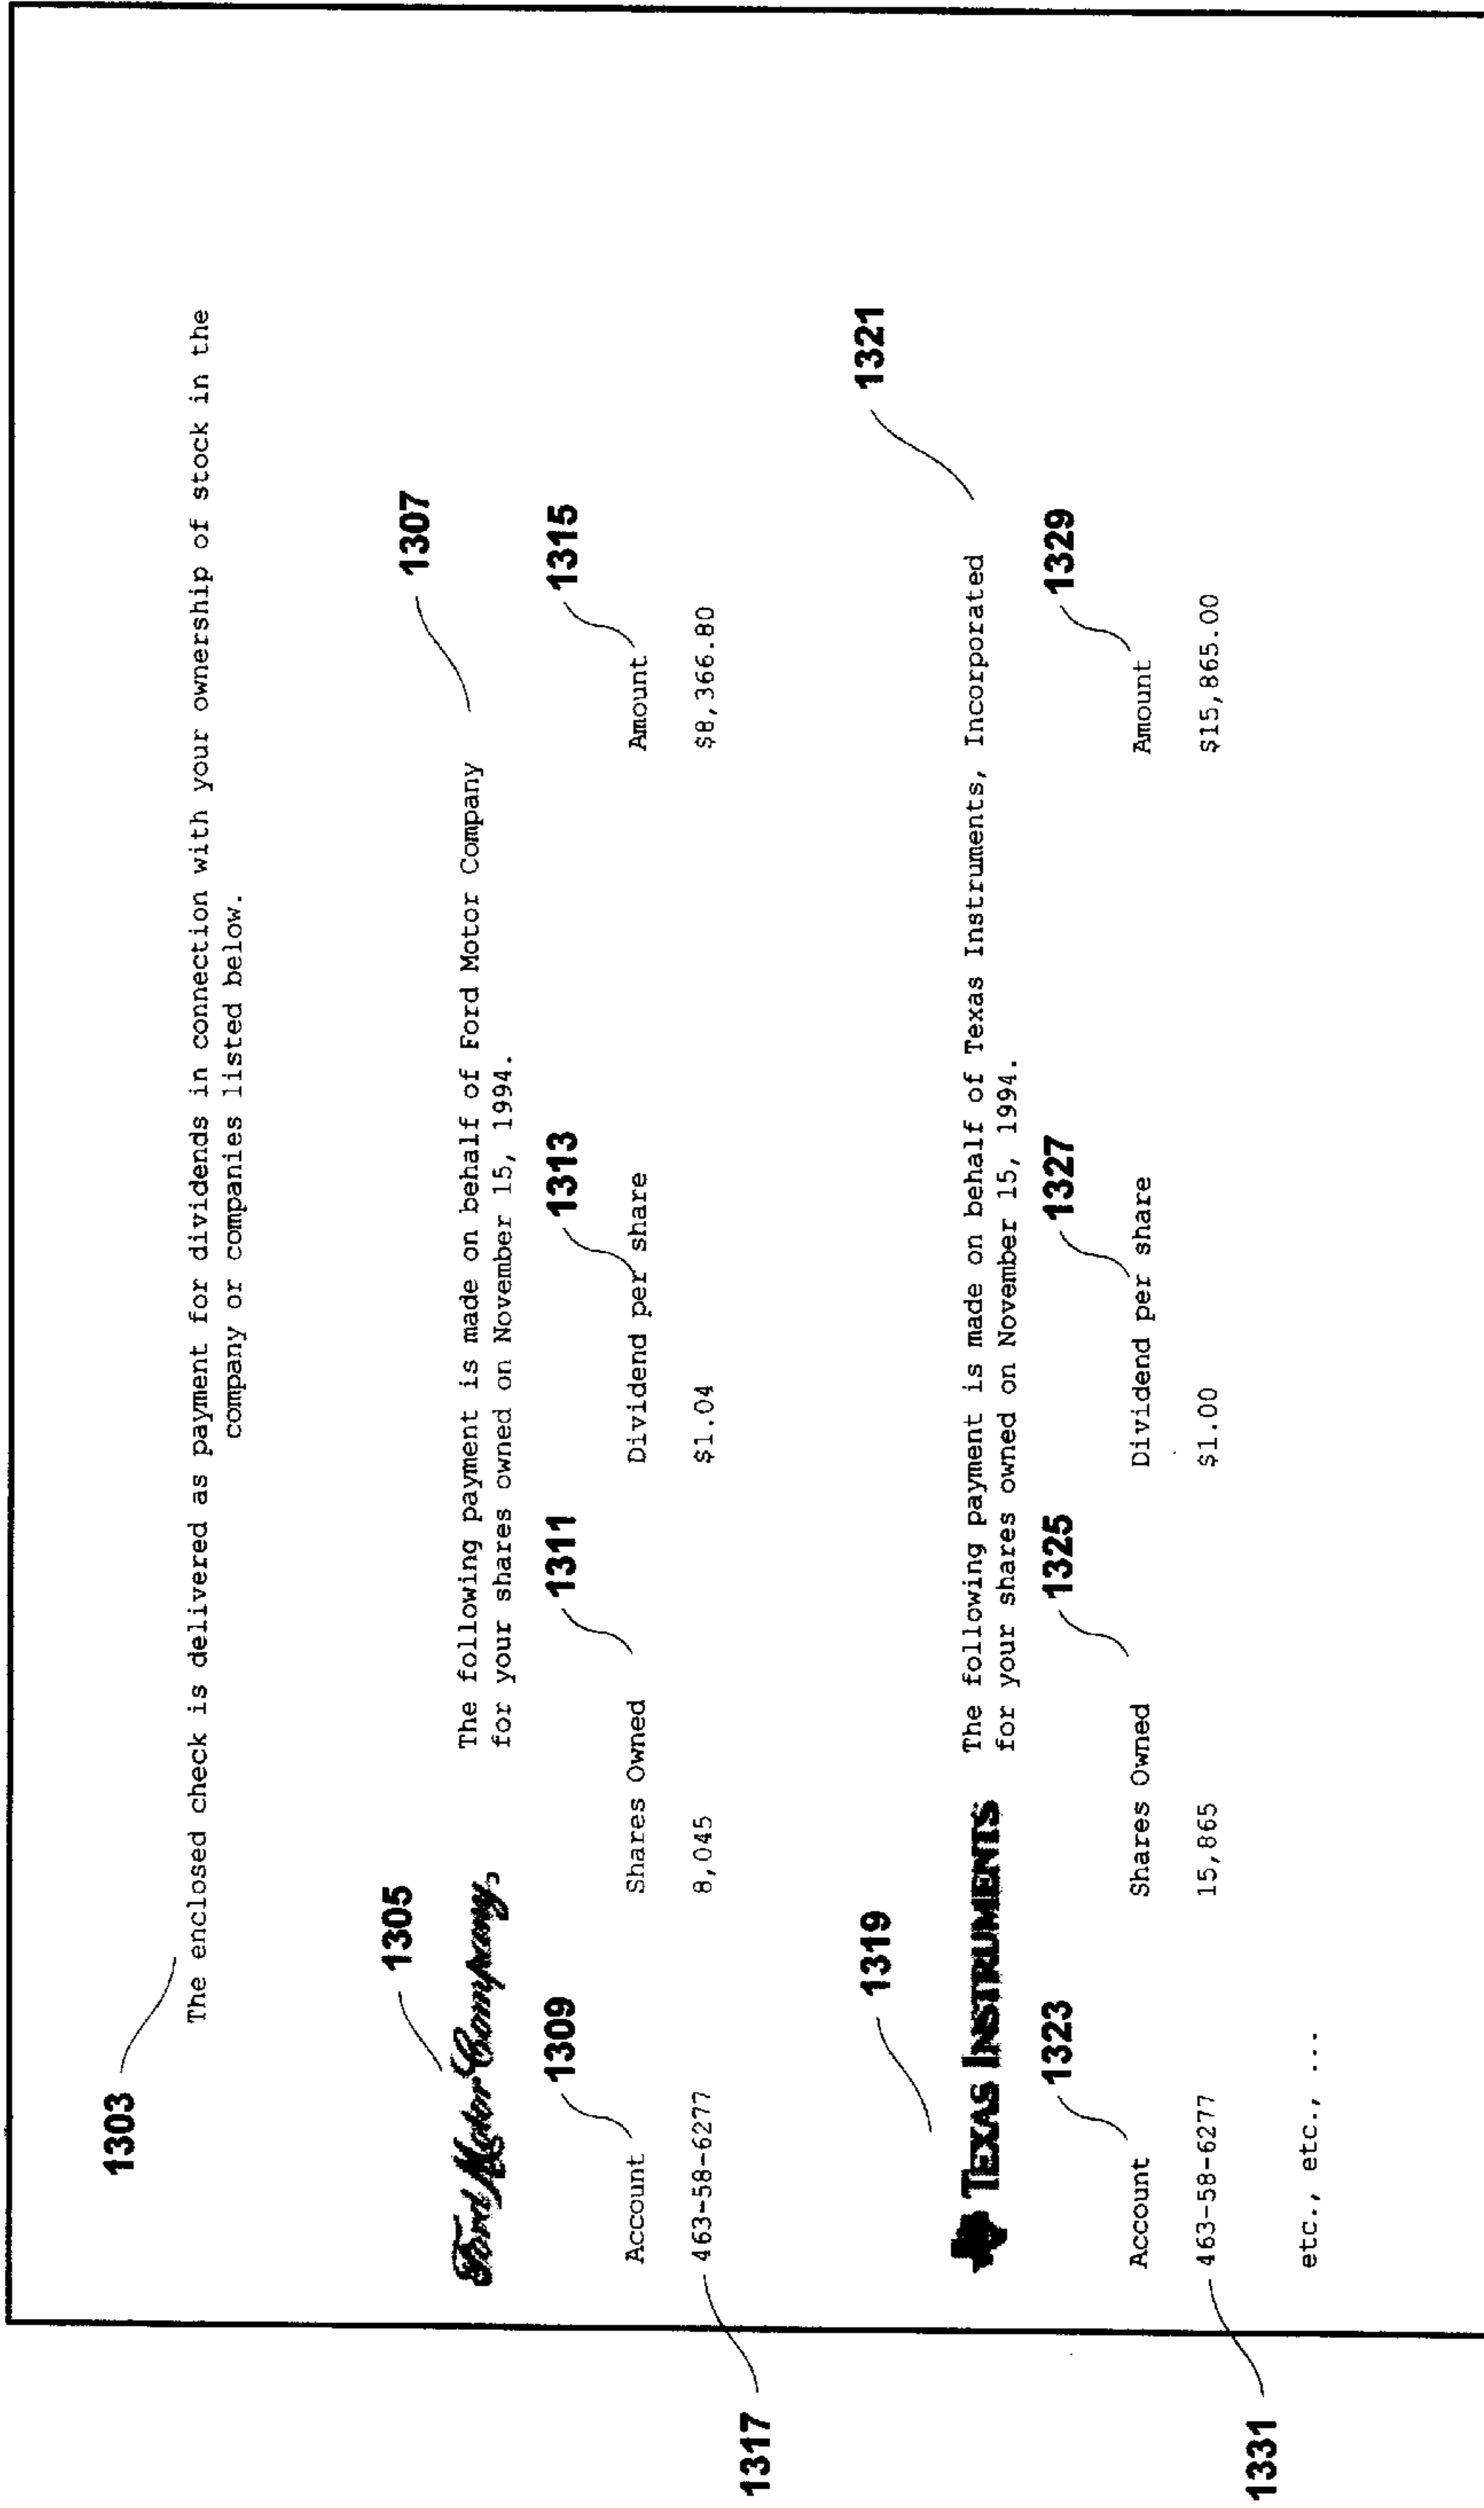 1303
The enclosed check is delivered as payment for dividends in connection with your ownership of stock in the
company or companies listed below.
1305
1307
Ford Motor Company,
The following payment is made on behalf of Ford Motor Company
for your shares owned on November 15, 1994.
1309 1311 1313 1315
Account Shares Owned Dividend per share Amount
1317
463-58-6277 8,045 $1.04 $8,366.80
1319
1321
TEXAS INSTRUMENTS
The following payment is made on behalf of Texas Instruments, Incorporated
for your shares owned on November 15, 1994.
1323 1325 1327 1329
Account Shares Owned Dividend per share Amount
1331
463-58-6277 15,865 $1.00 $15,865.00
etc., etc., ...